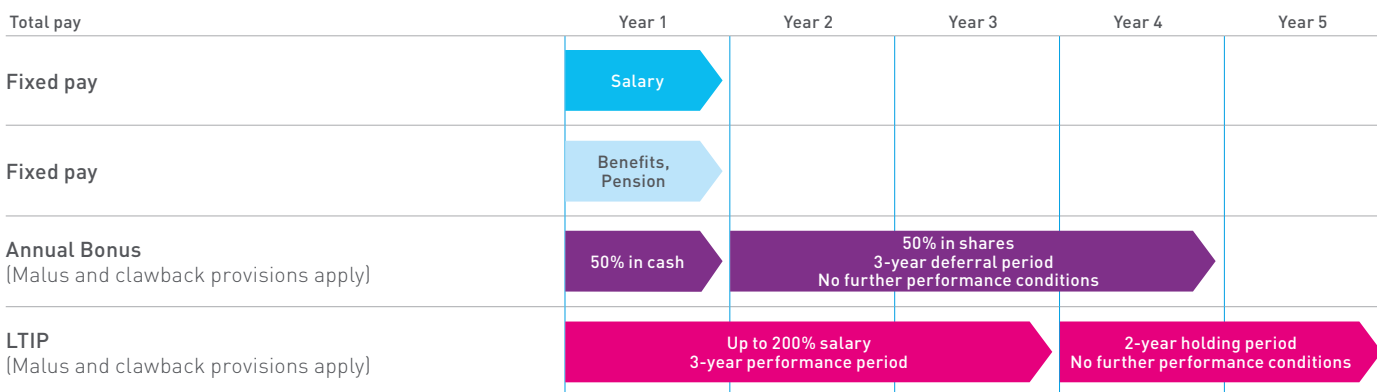 Total pay Year 1 Year 2 Year 3 Year 4 Year 5
Fixed pay
Salary
Fixed pay
Benefits,
Pension
Annual Bonus
(Malus and clawback provisions apply)
50% in cash
50% in shares
3-year deferral period
No further performance conditions
LTIP
(Malus and clawback provisions apply)
Up to 200% salary
3-year performance period
2-year holding period
No further performance conditions